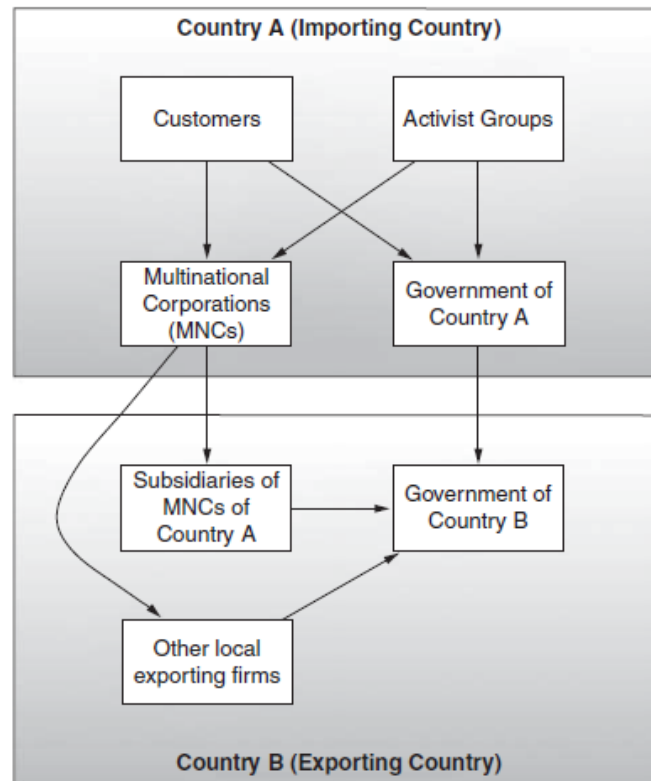 Country A (Importing Country)
Customers
Activist Groups
Multinational
Corporations
(MNCs)
Government of
Country A
Subsidiaries of
MNCs of
Country A
Government of
Country B
Other local
exporting firms
Country B (Exporting Country)